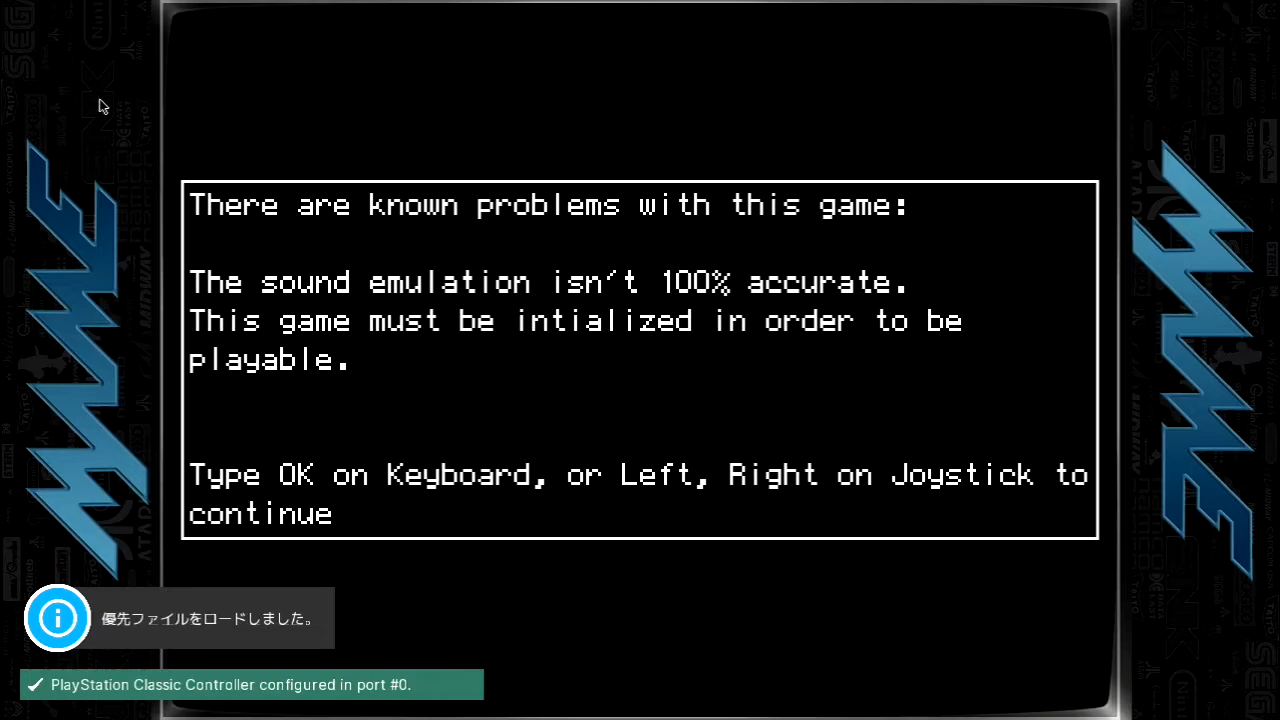 There are known problems with this game:
The sound emulation isn't 100% accurate.
This game must be intialized in order to be
playable.
Type OK on Keyboard, or Left, Right on Joystick to
continue
優先ファイルをロードしました。
PlayStation Classic Controller configured in port #0.
MAME
MAME